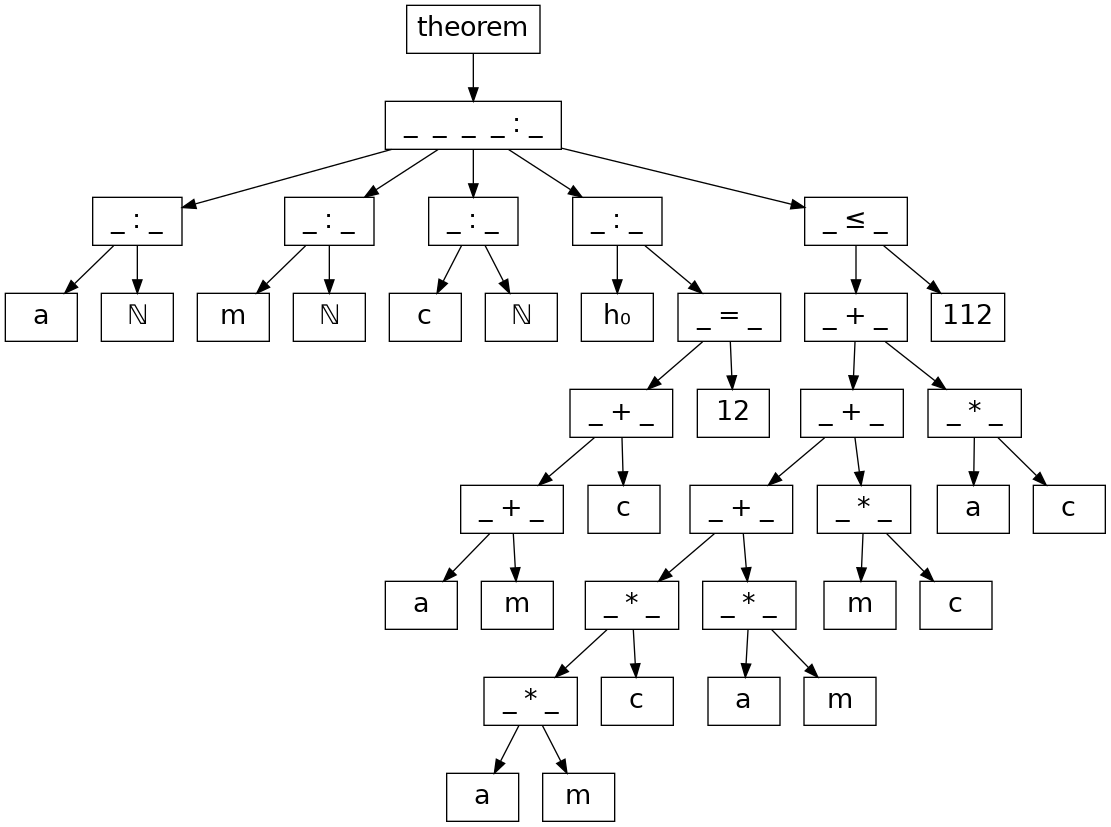 theorem
_ _ _ _ : _
_ : _ _ : _ _ : _ _ : _ _ ≤ _
a ℕ m ℕ c ℕ h₀ _ = _ _ + _ 112
_ + _ 12 _ + _ _ * _
_ + _ c _ + _ _ * _ a c
a m _ * _ _ * _ m c
_ * _ c a m
a m